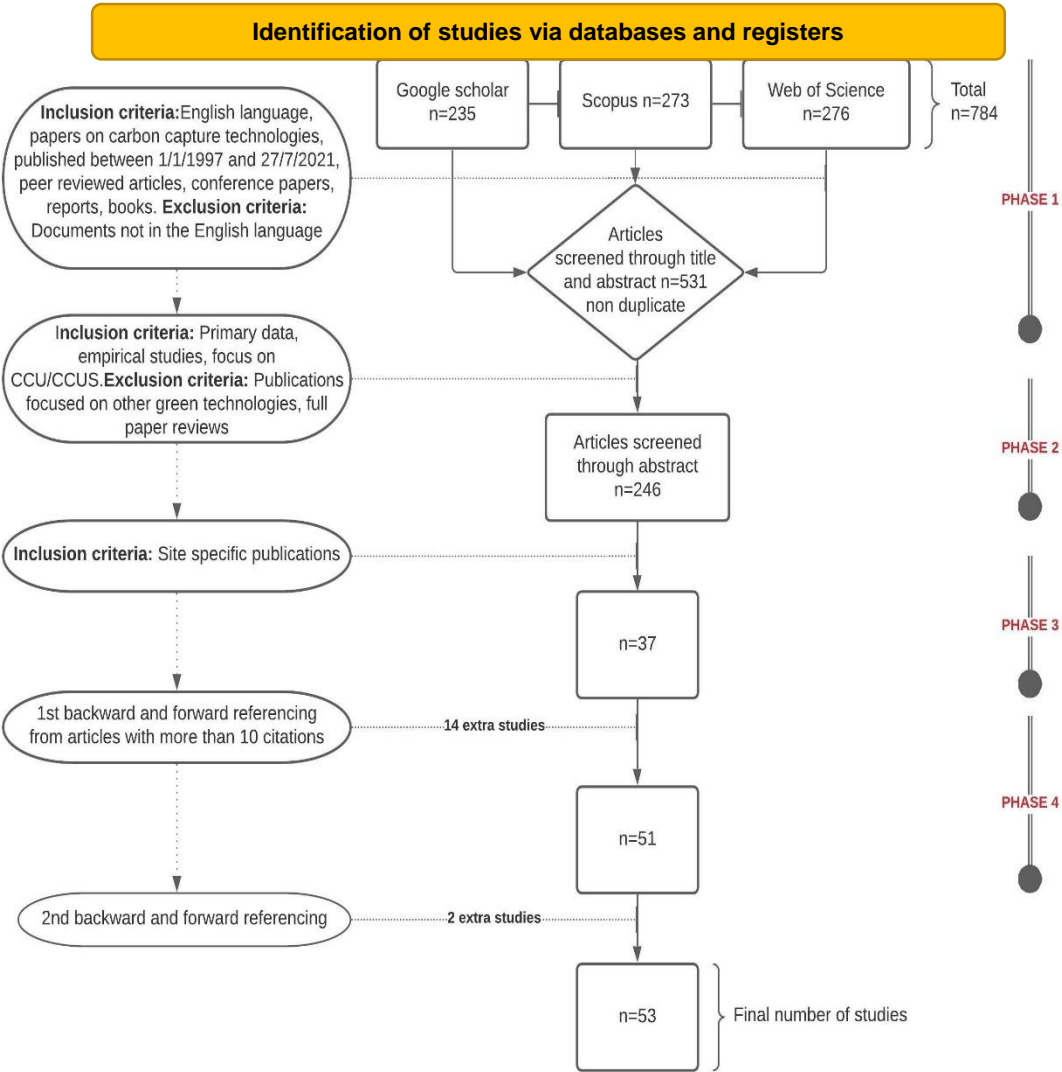 Identification of studies via databases and registers
Google scholar
n=235
Scopus n=273
Web of Science
n=276
Total
n=784
Inclusion criteria:English language,
papers on carbon capture technologies,
published between 1/1/1997 and 27/7/2021,
peer reviewed articles, conference papers,
reports, books. Exclusion criteria:
Documents not in the English language
PHASE 1
Articles
screened through title
and abstract n=531
non duplicate
Inclusion criteria: Primary data,
empirical studies, focus on
CCU/CCUS.Exclusion criteria: Publications
focused on other green technologies, full
paper reviews
Articles screened
through abstract
n=246
PHASE 2
Inclusion criteria: Site specific publications
n=37
PHASE 3
1st backward and forward referencing
from articles with more than 10 citations
14 extra studies
n=51
PHASE 4
2nd backward and forward referencing
2 extra studies
n=53
Final number of studies